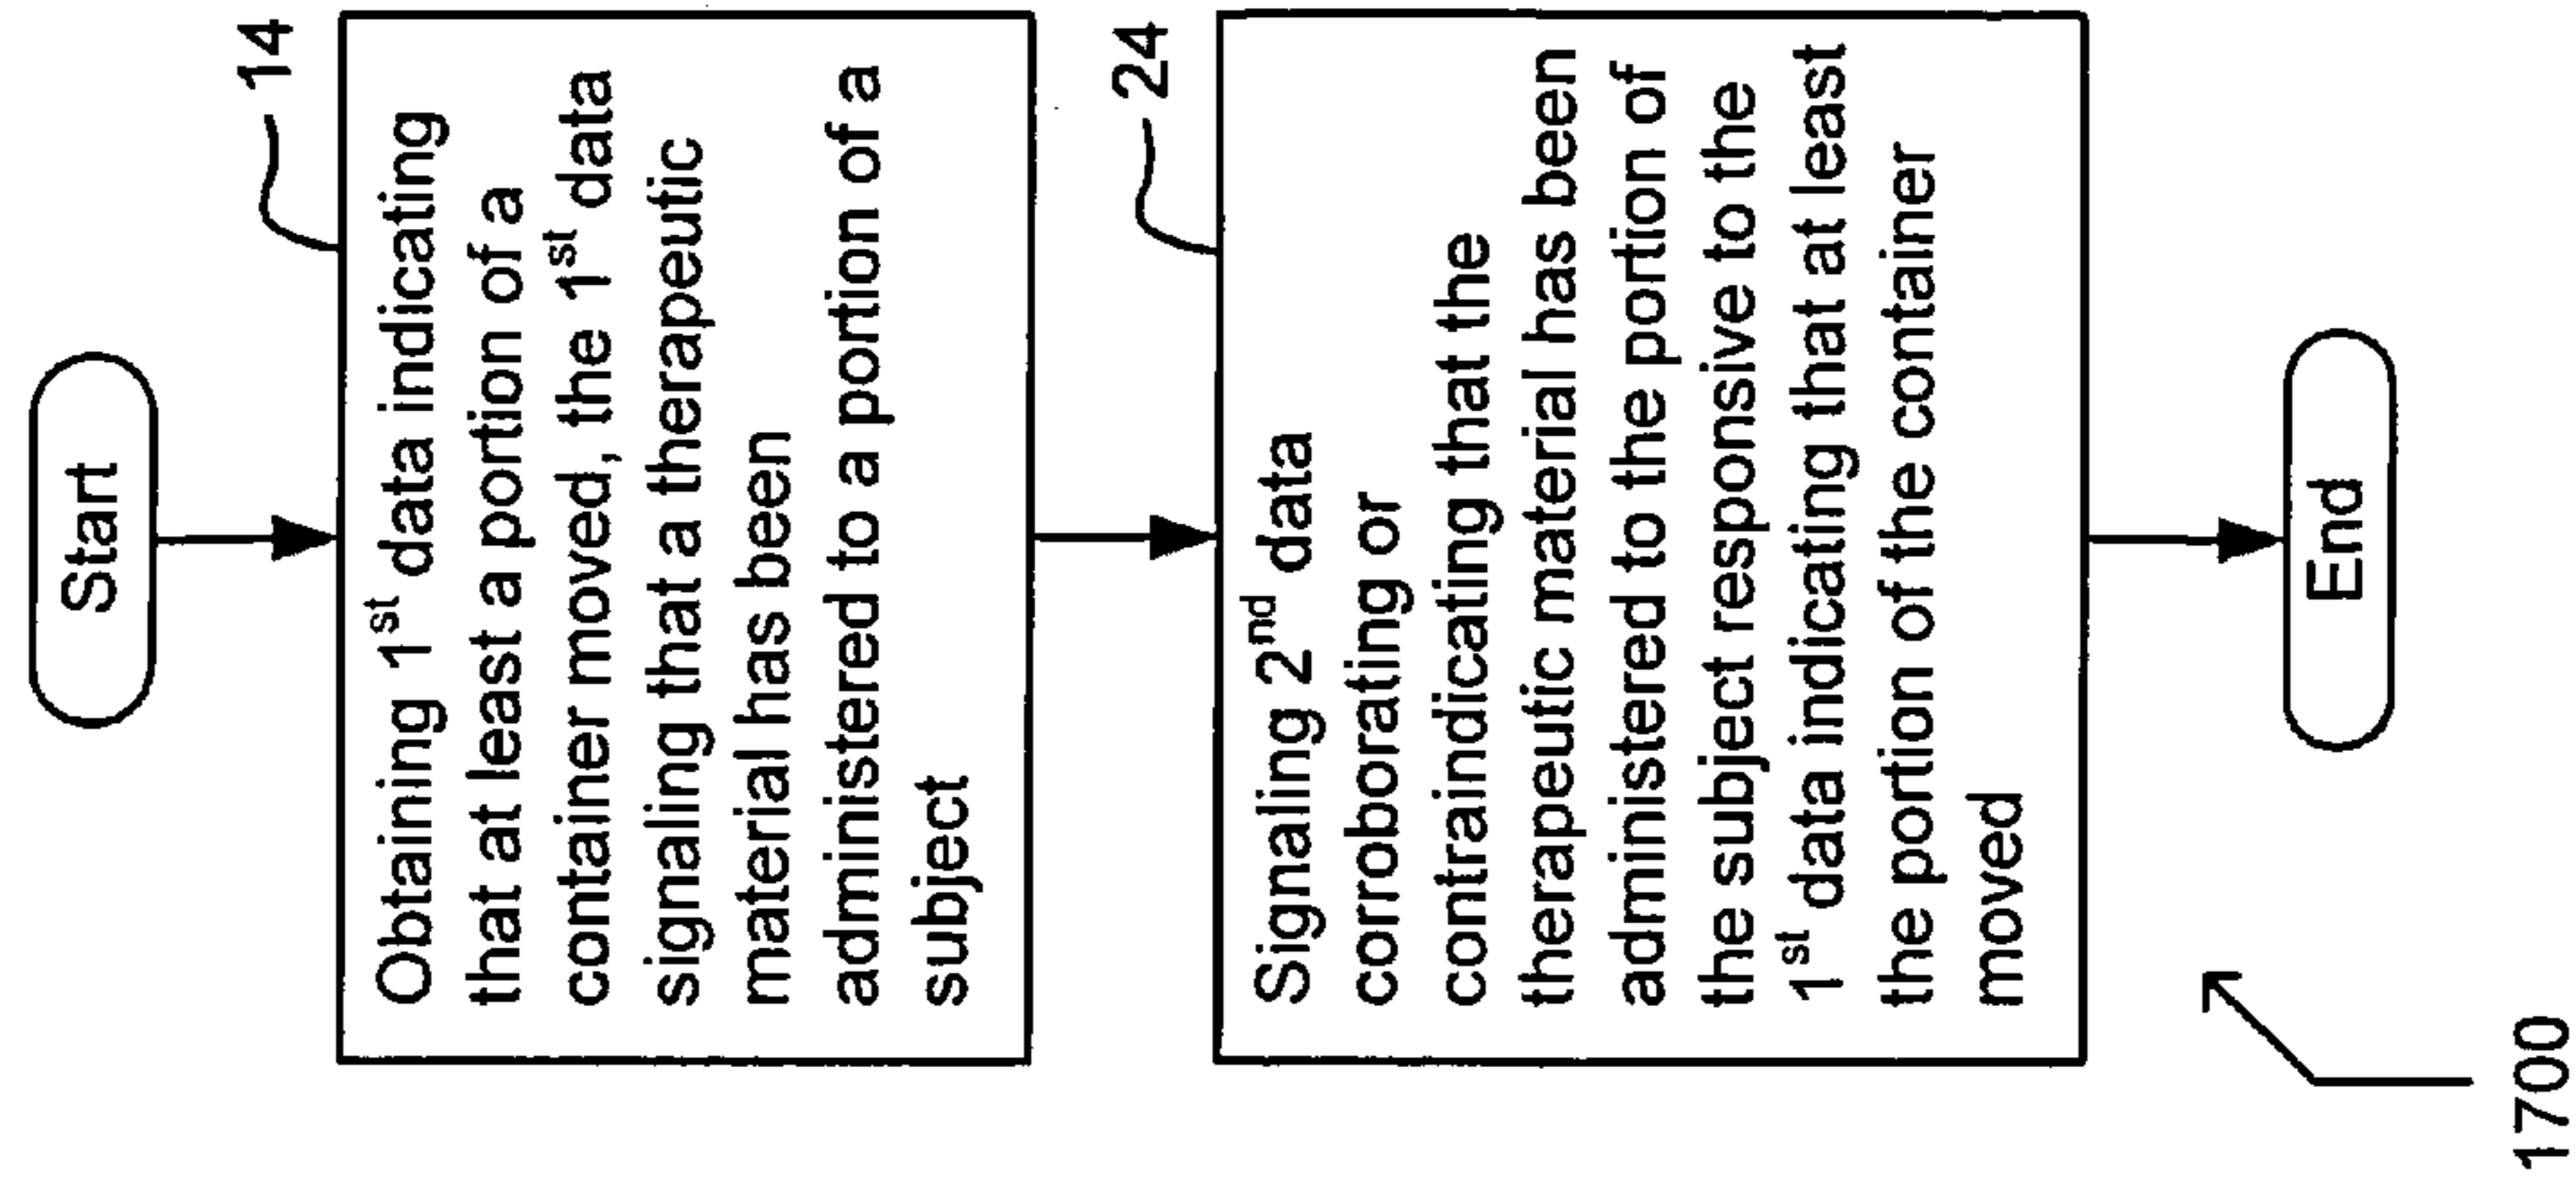 Start
14
Obtaining 1st data indicating
that at least a portion of a
container moved, the 1st data
signaling that a therapeutic
material has been
administered to a portion of a
subject
24
Signaling 2nd data
corroborating or
contraindicating that the
therapeutic material has been
administered to the portion of
the subject responsive to the
1st data indicating that at least
the portion of the container
moved
End
1700